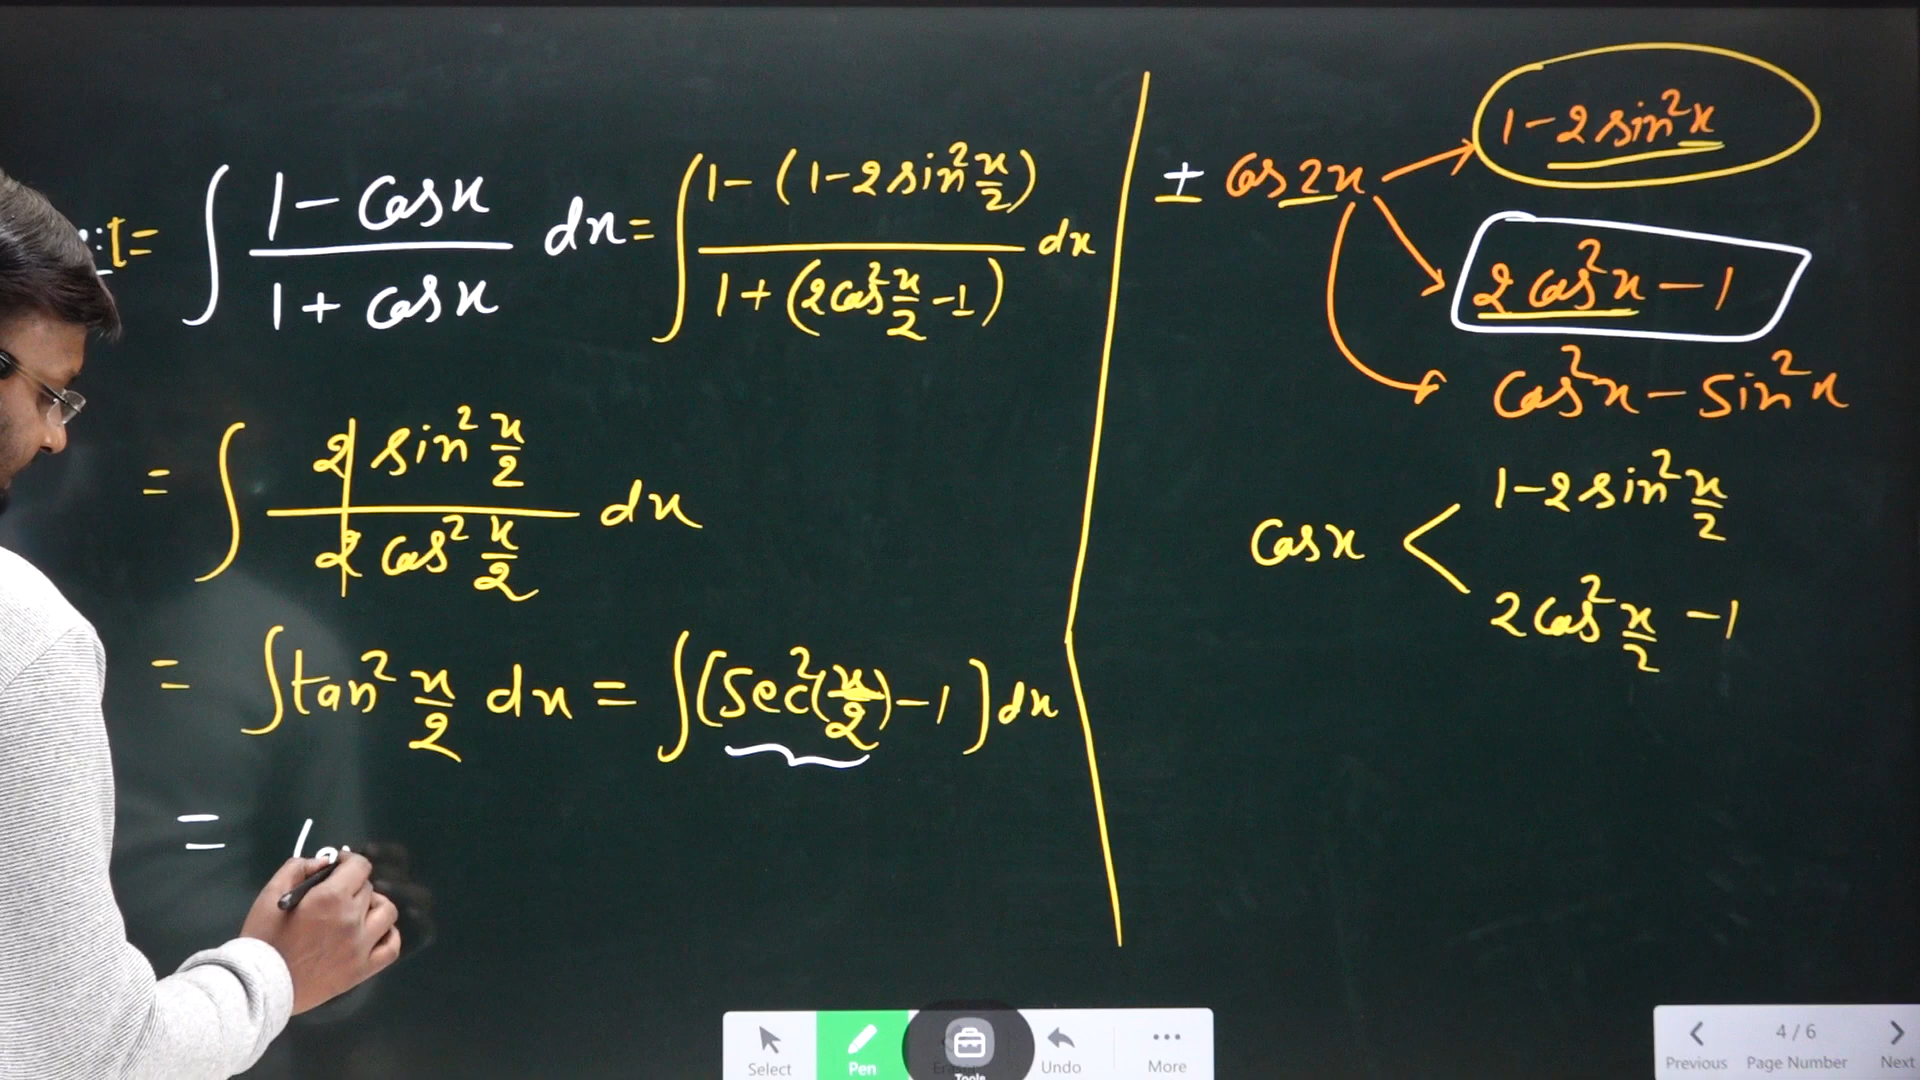 :t= ∫ (1 - cos x)/(1 + cos x) dx = ∫ (1 - (1 - 2 sin² x/2))/(1 + (2 cos² x/2 - 1)) dx
= ∫ (2 sin² x/2)/(2 cos² x/2) dx
= ∫ tan² x/2 dx = ∫ (sec² (x/2) - 1) dx
=
± cos 2x
1 - 2 sin² x
2 cos² x - 1
cos² x - sin² x
cos x < 1 - 2 sin² x/2
2 cos² x/2 - 1
Select Pen Tools Undo More
Previous 4 / 6 Page Number Next